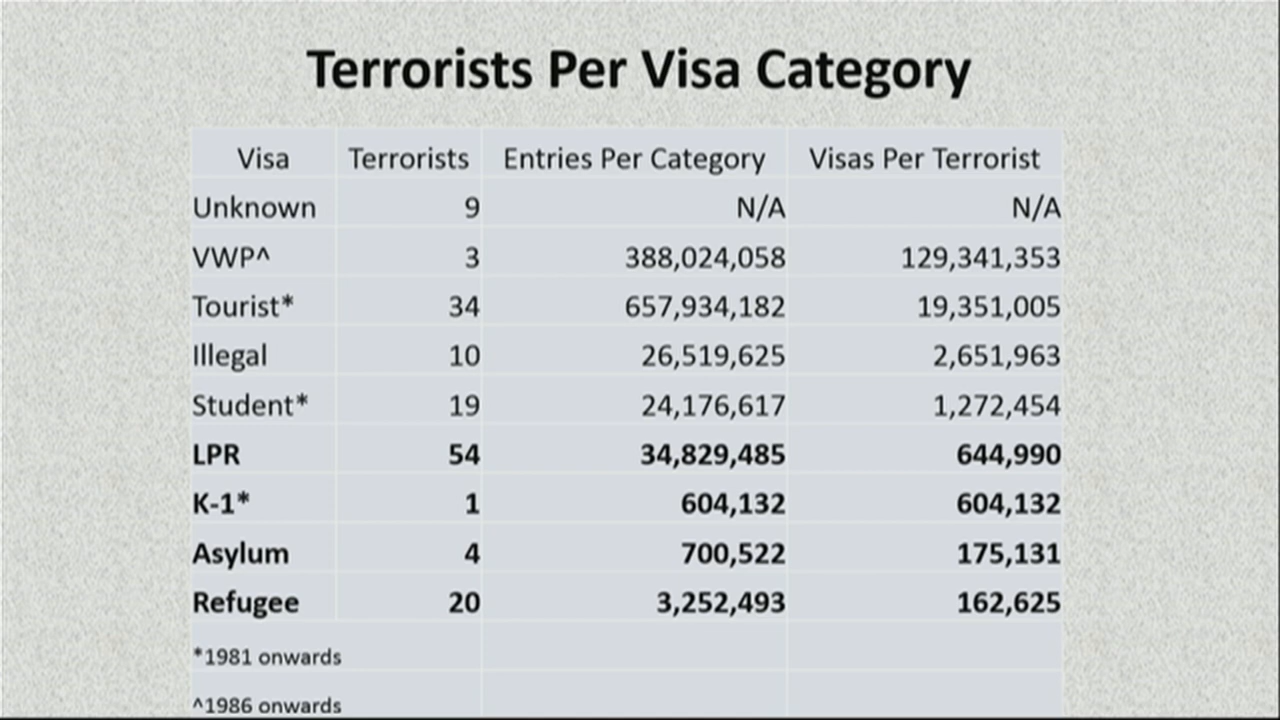 Terrorists Per Visa Category
Visa Terrorists Entries Per Category Visas Per Terrorist
Unknown 9 N/A N/A
VWP^ 3 388,024,058 129,341,353
Tourist* 34 657,934,182 19,351,005
Illegal 10 26,519,625 2,651,963
Student* 19 24,176,617 1,272,454
LPR 54 34,829,485 644,990
K-1* 1 604,132 604,132
Asylum 4 700,522 175,131
Refugee 20 3,252,493 162,625
*1981 onwards
^1986 onwards